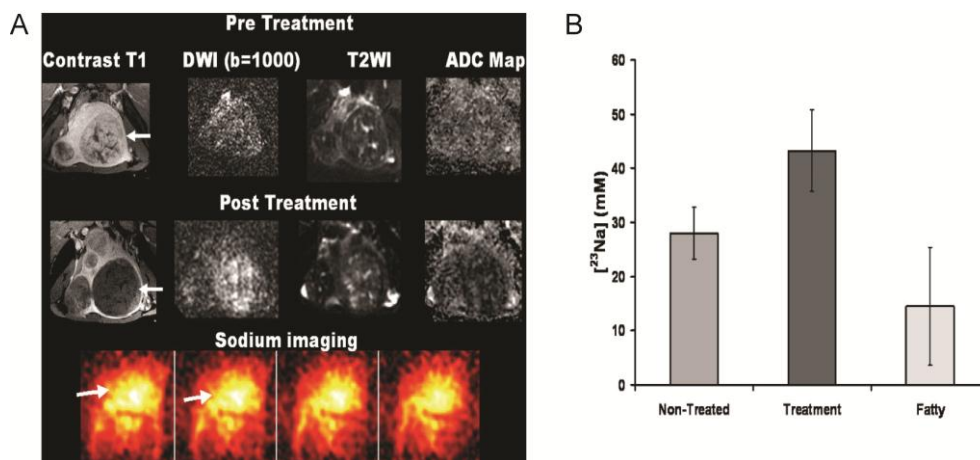 A
Pre Treatment
Contrast T1 DWI (b=1000) T2WI ADC Map
Post Treatment
Sodium imaging
B
[²³Na] (mM)
60
50
40
30
20
10
0
Non-Treated Treatment Fatty